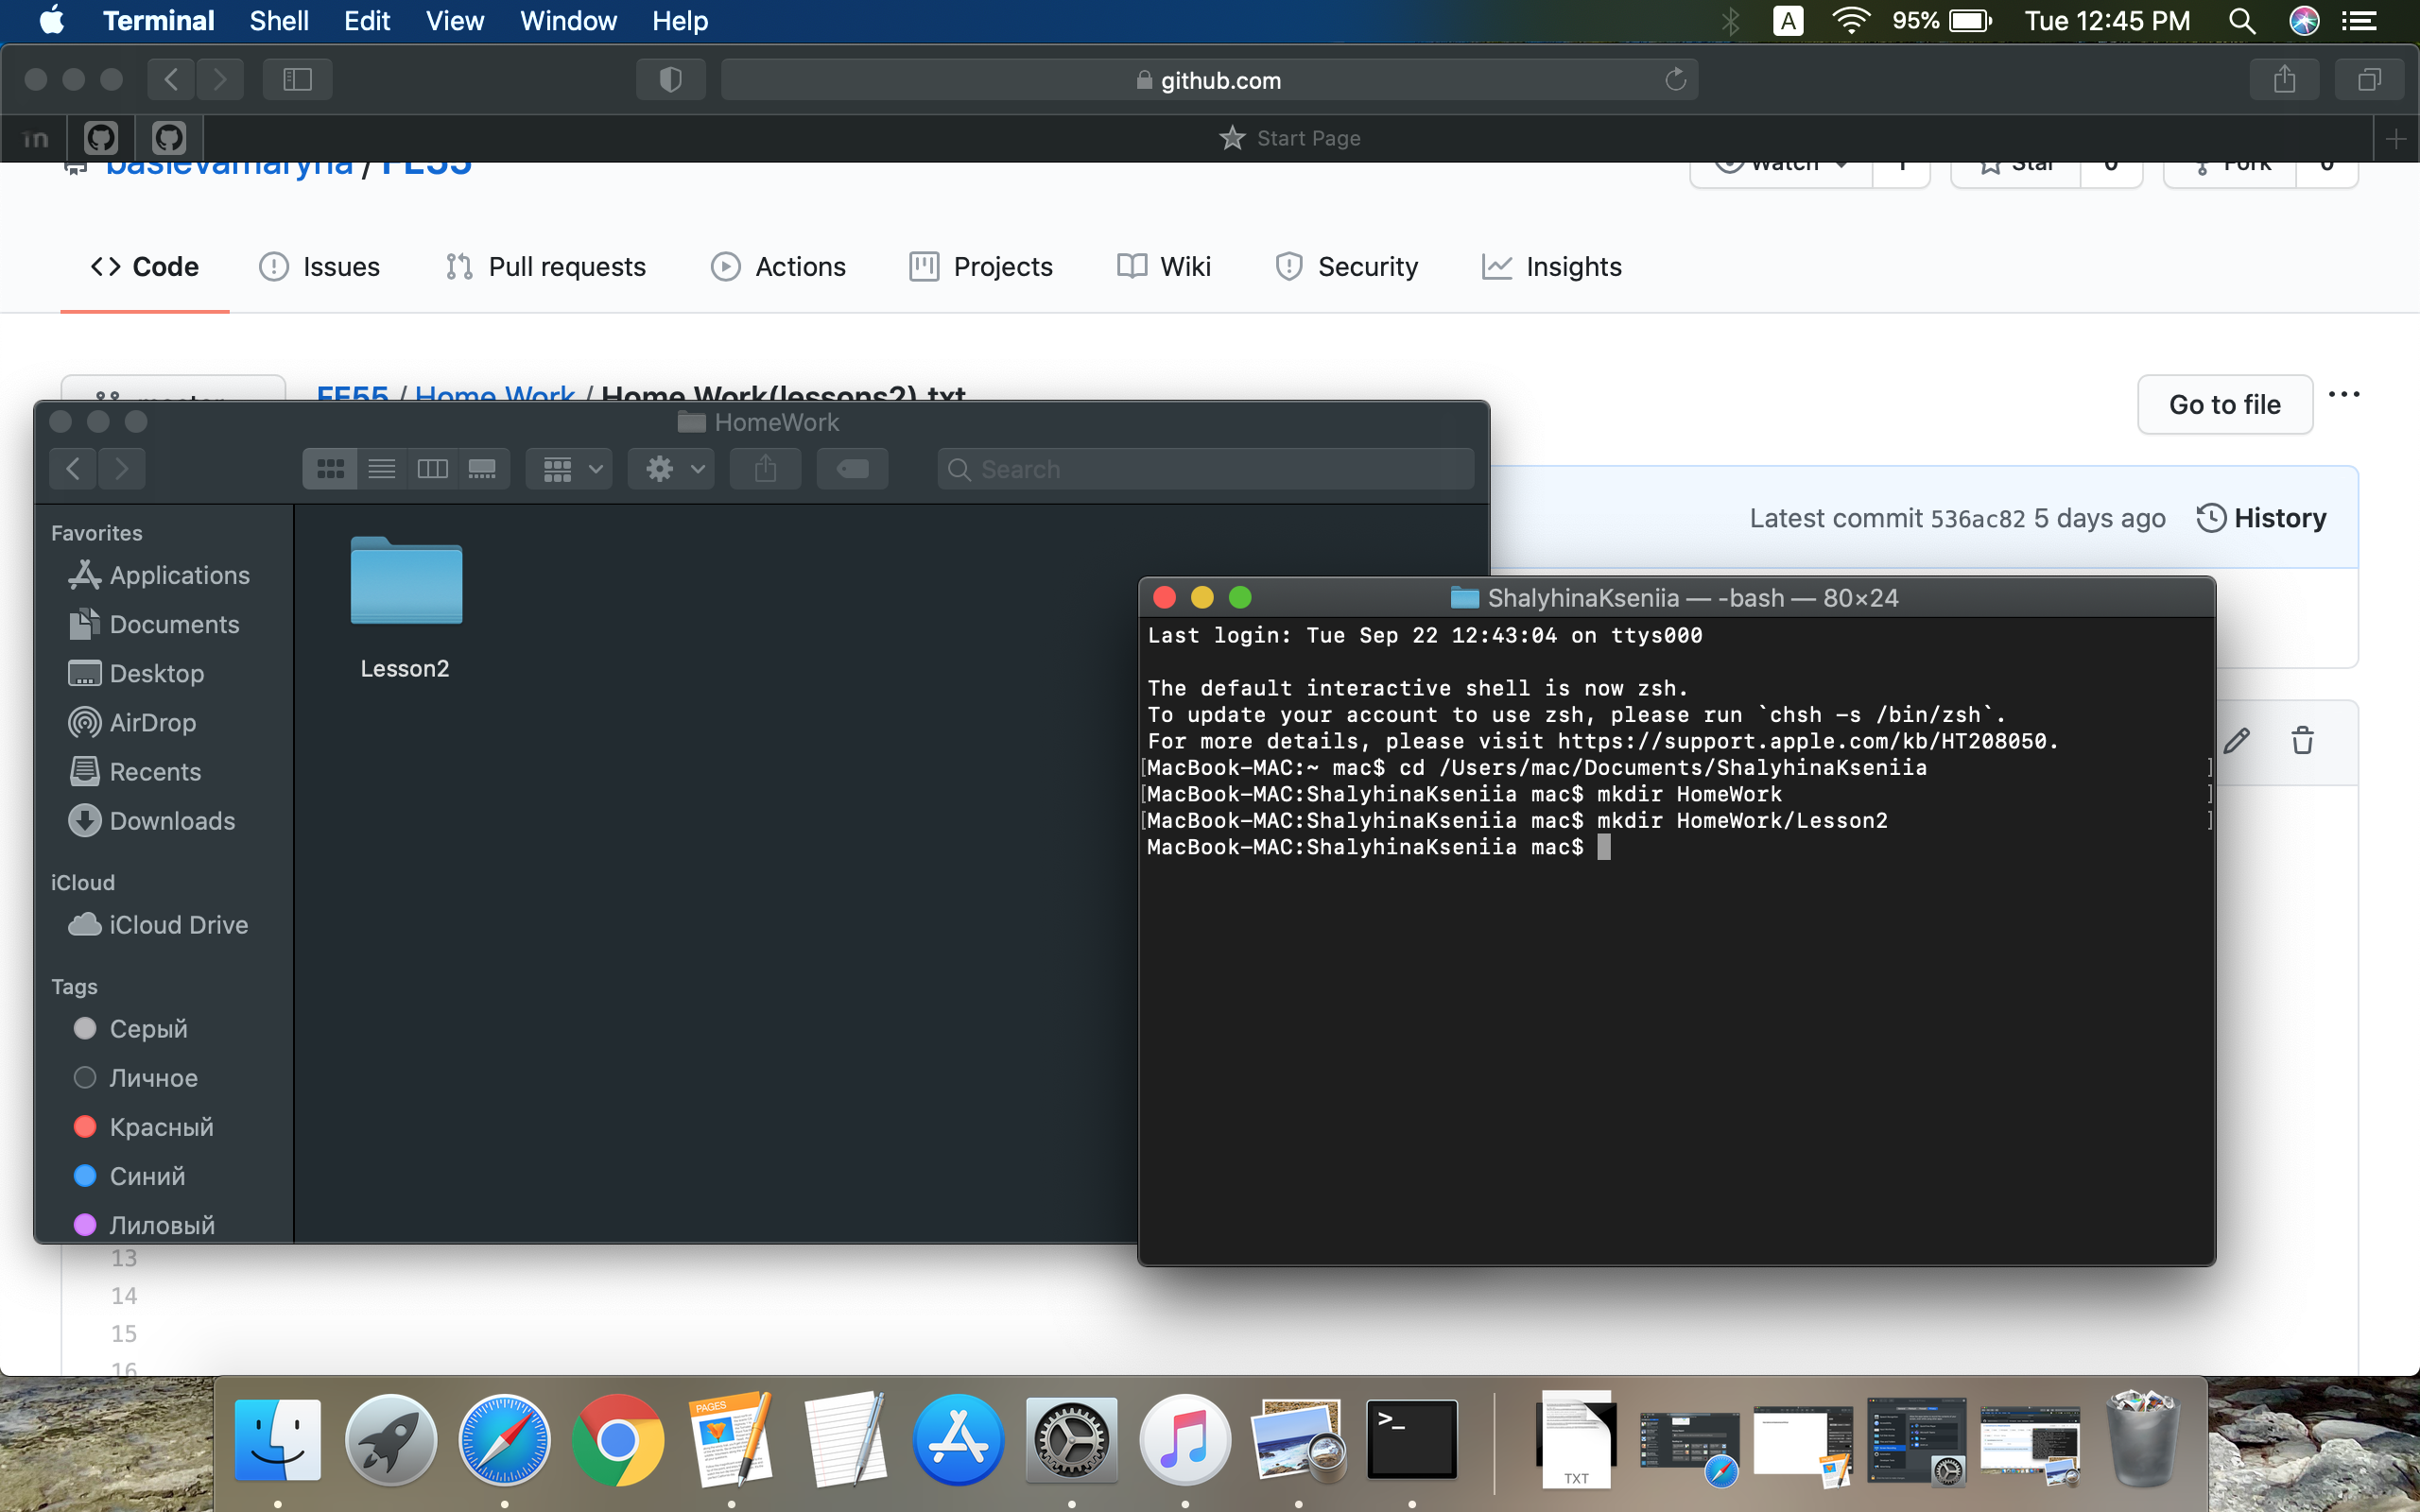 Terminal Shell Edit View Window Help A 95% Tue 12:45 PM
github.com
in Start Page
basievamaryna / FE55 Watch 1 Star 0 Fork 0
Code Issues Pull requests Actions Projects Wiki Security Insights
master FE55 / Home Work / Home Work(lessons2).txt Go to file ...
HomeWork
Search
Latest commit 536ac82 5 days ago History
Favorites
Applications
Documents
Desktop
AirDrop
Recents
Downloads
iCloud
iCloud Drive
Tags
Серый
Личное
Красный
Синий
Лиловый
Lesson2
ShalyhinaKseniia — -bash — 80×24
Last login: Tue Sep 22 12:43:04 on ttys000
The default interactive shell is now zsh.
To update your account to use zsh, please run `chsh -s /bin/zsh`.
For more details, please visit https://support.apple.com/kb/HT208050.
[MacBook-MAC:~ mac$ cd /Users/mac/Documents/ShalyhinaKseniia ]
[MacBook-MAC:ShalyhinaKseniia mac$ mkdir HomeWork ]
[MacBook-MAC:ShalyhinaKseniia mac$ mkdir HomeWork/Lesson2 ]
MacBook-MAC:ShalyhinaKseniia mac$
13
14
15
16
PAGES
>_
TXT